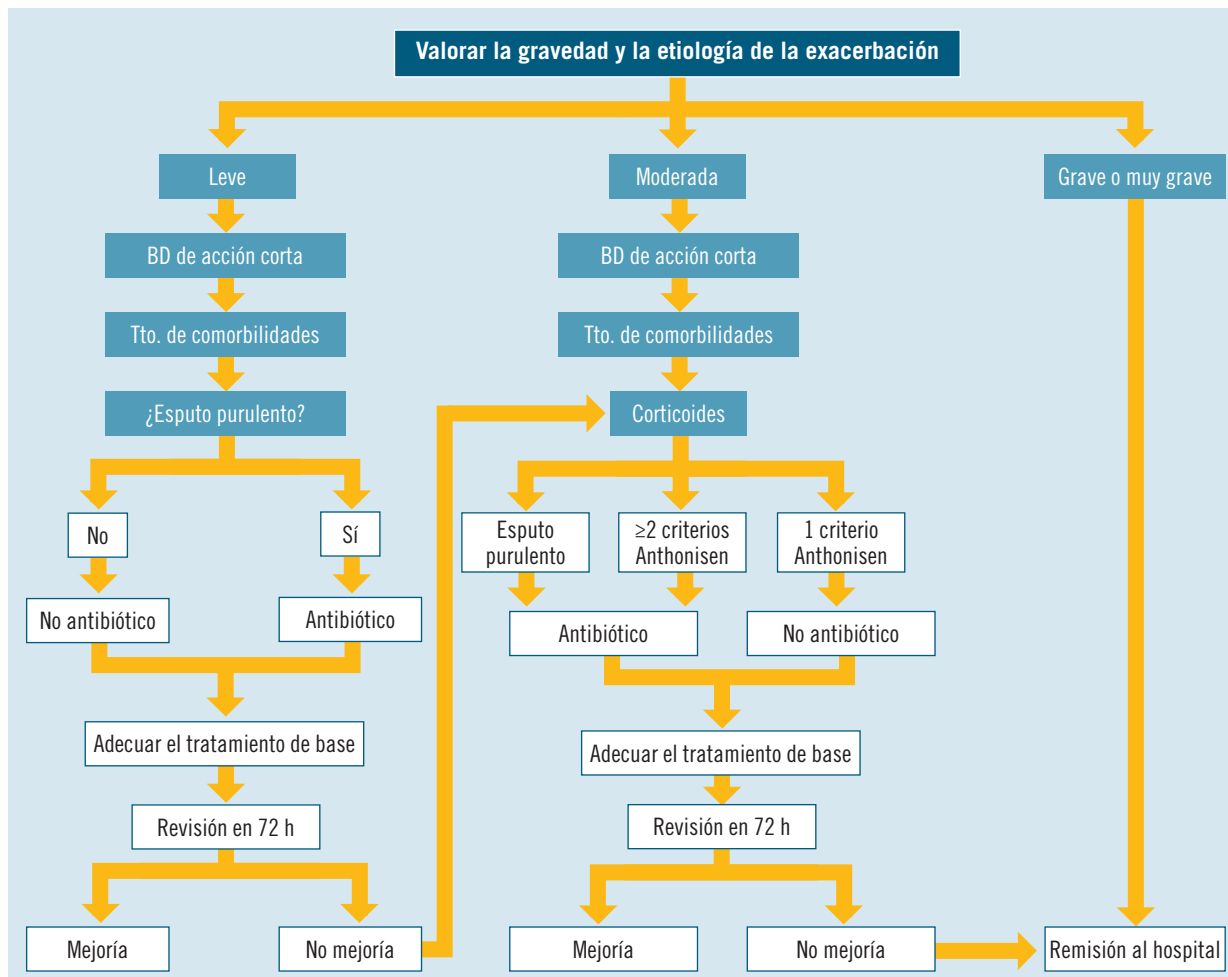 Valorar la gravedad y la etiología de la exacerbación
Leve
Moderada
Grave o muy grave
BD de acción corta
BD de acción corta
Tto. de comorbilidades
Tto. de comorbilidades
¿Esputo purulento?
Corticoides
No
Sí
Esputo
purulento
≥2 criterios
Anthonisen
1 criterio
Anthonisen
No antibiótico
Antibiótico
Antibiótico
No antibiótico
Adecuar el tratamiento de base
Adecuar el tratamiento de base
Revisión en 72 h
Revisión en 72 h
Mejoría
No mejoría
Mejoría
No mejoría
Remisión al hospital